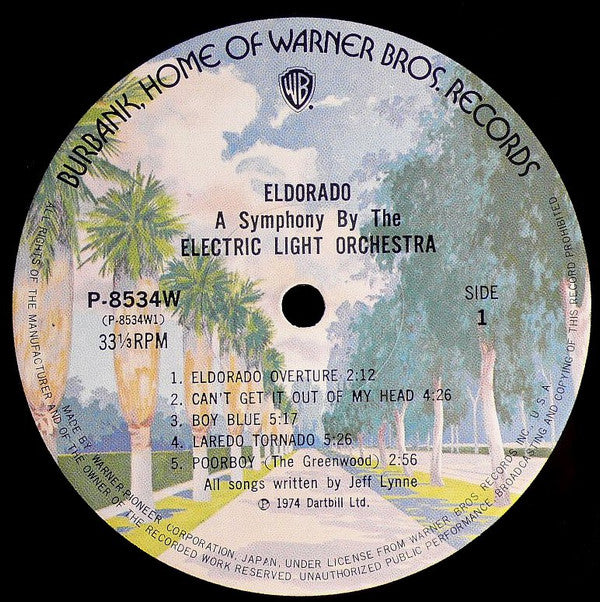 BURBANK, HOME OF WARNER BROS. RECORDS
WB.
ELDORADO
A Symphony By The
ELECTRIC LIGHT ORCHESTRA
P-8534W
(P-8534W1)
33⅓RPM
SIDE
1
1. ELDORADO OVERTURE 2:12
2. CAN'T GET IT OUT OF MY HEAD 4:26
3. BOY BLUE 5:17
4. LAREDO TORNADO 5:26
5. POORBOY (The Greenwood) 2:56
All songs written by Jeff Lynne
Ⓟ 1974 Dartbill Ltd.
MADE BY WARNER-PIONEER CORPORATION, JAPAN, UNDER LICENSE FROM WARNER BROS RECORDS INC., U.S.A.
ALL RIGHTS OF THE MANUFACTURER AND OF THE OWNER OF THE RECORDED WORK RESERVED. UNAUTHORIZED PUBLIC PERFORMANCE, BROADCASTING AND COPYING OF THIS RECORD PROHIBITED.